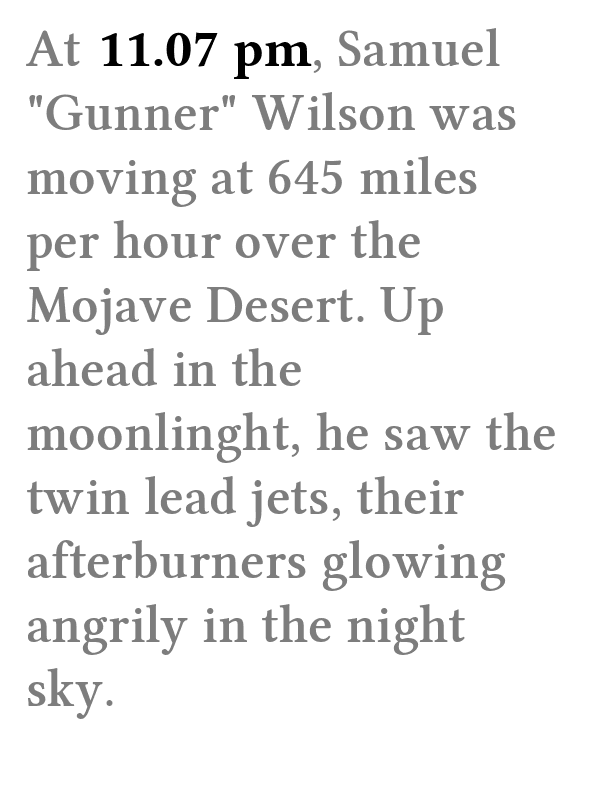 At 11.07 pm, Samuel
"Gunner" Wilson was
moving at 645 miles
per hour over the
Mojave Desert. Up
ahead in the
moonlinght, he saw the
twin lead jets, their
afterburners glowing
angrily in the night
sky.